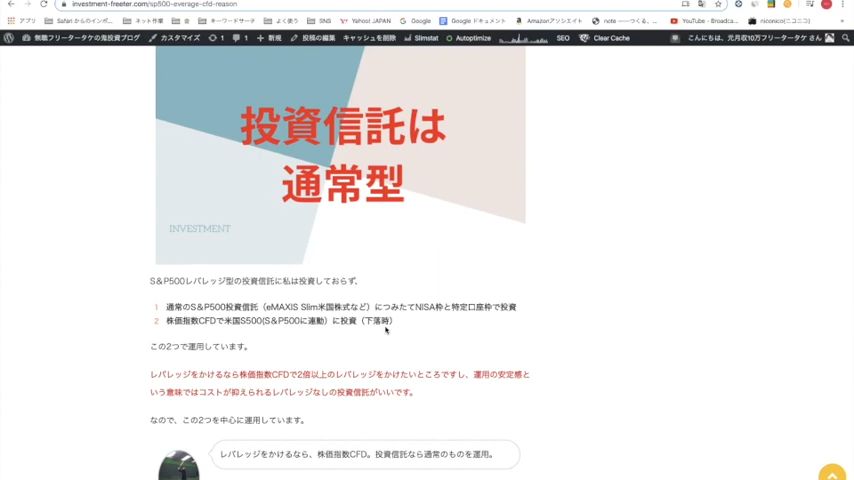 investment-freeter.com/sp500-everage-cfd-reason
アプリ Safari からのインポ... ネット作業 音 キーワードサーチ よく使う SNG Yahoo! JAPAN Google Google ドキュメント Amazonアソシエイト note ――つくる、... YouTube - Broadca... niconico(ニコニコ)
無敵フリータータケの鬼投資ブログ カスタマイズ 1 1 新規 投稿の編集 キャッシュを削除 Slimstat Autoptimize SEO Clear Cache こんにちは、元月収10万フリータータケ さん
投資信託は
通常型
INVESTMENT
S＆P500レバレッジ型の投資信託に私は投資しておらず、
1 通常のS＆P500投資信託（eMAXIS Slim米国株式など）につみたてNISA枠と特定口座枠で投資
2 株価指数CFDで米国S500(S＆P500に連動）に投資（下落時）
この2つで運用しています。
レバレッジをかけるなら株価指数CFDで2倍以上のレバレッジをかけたいところですし、運用の安定感と
いう意味ではコストが抑えられるレバレッジなしの投資信託がいいです。
なので、この2つを中心に運用しています。
レバレッジをかけるなら、株価指数CFD。投資信託なら通常のものを運用。